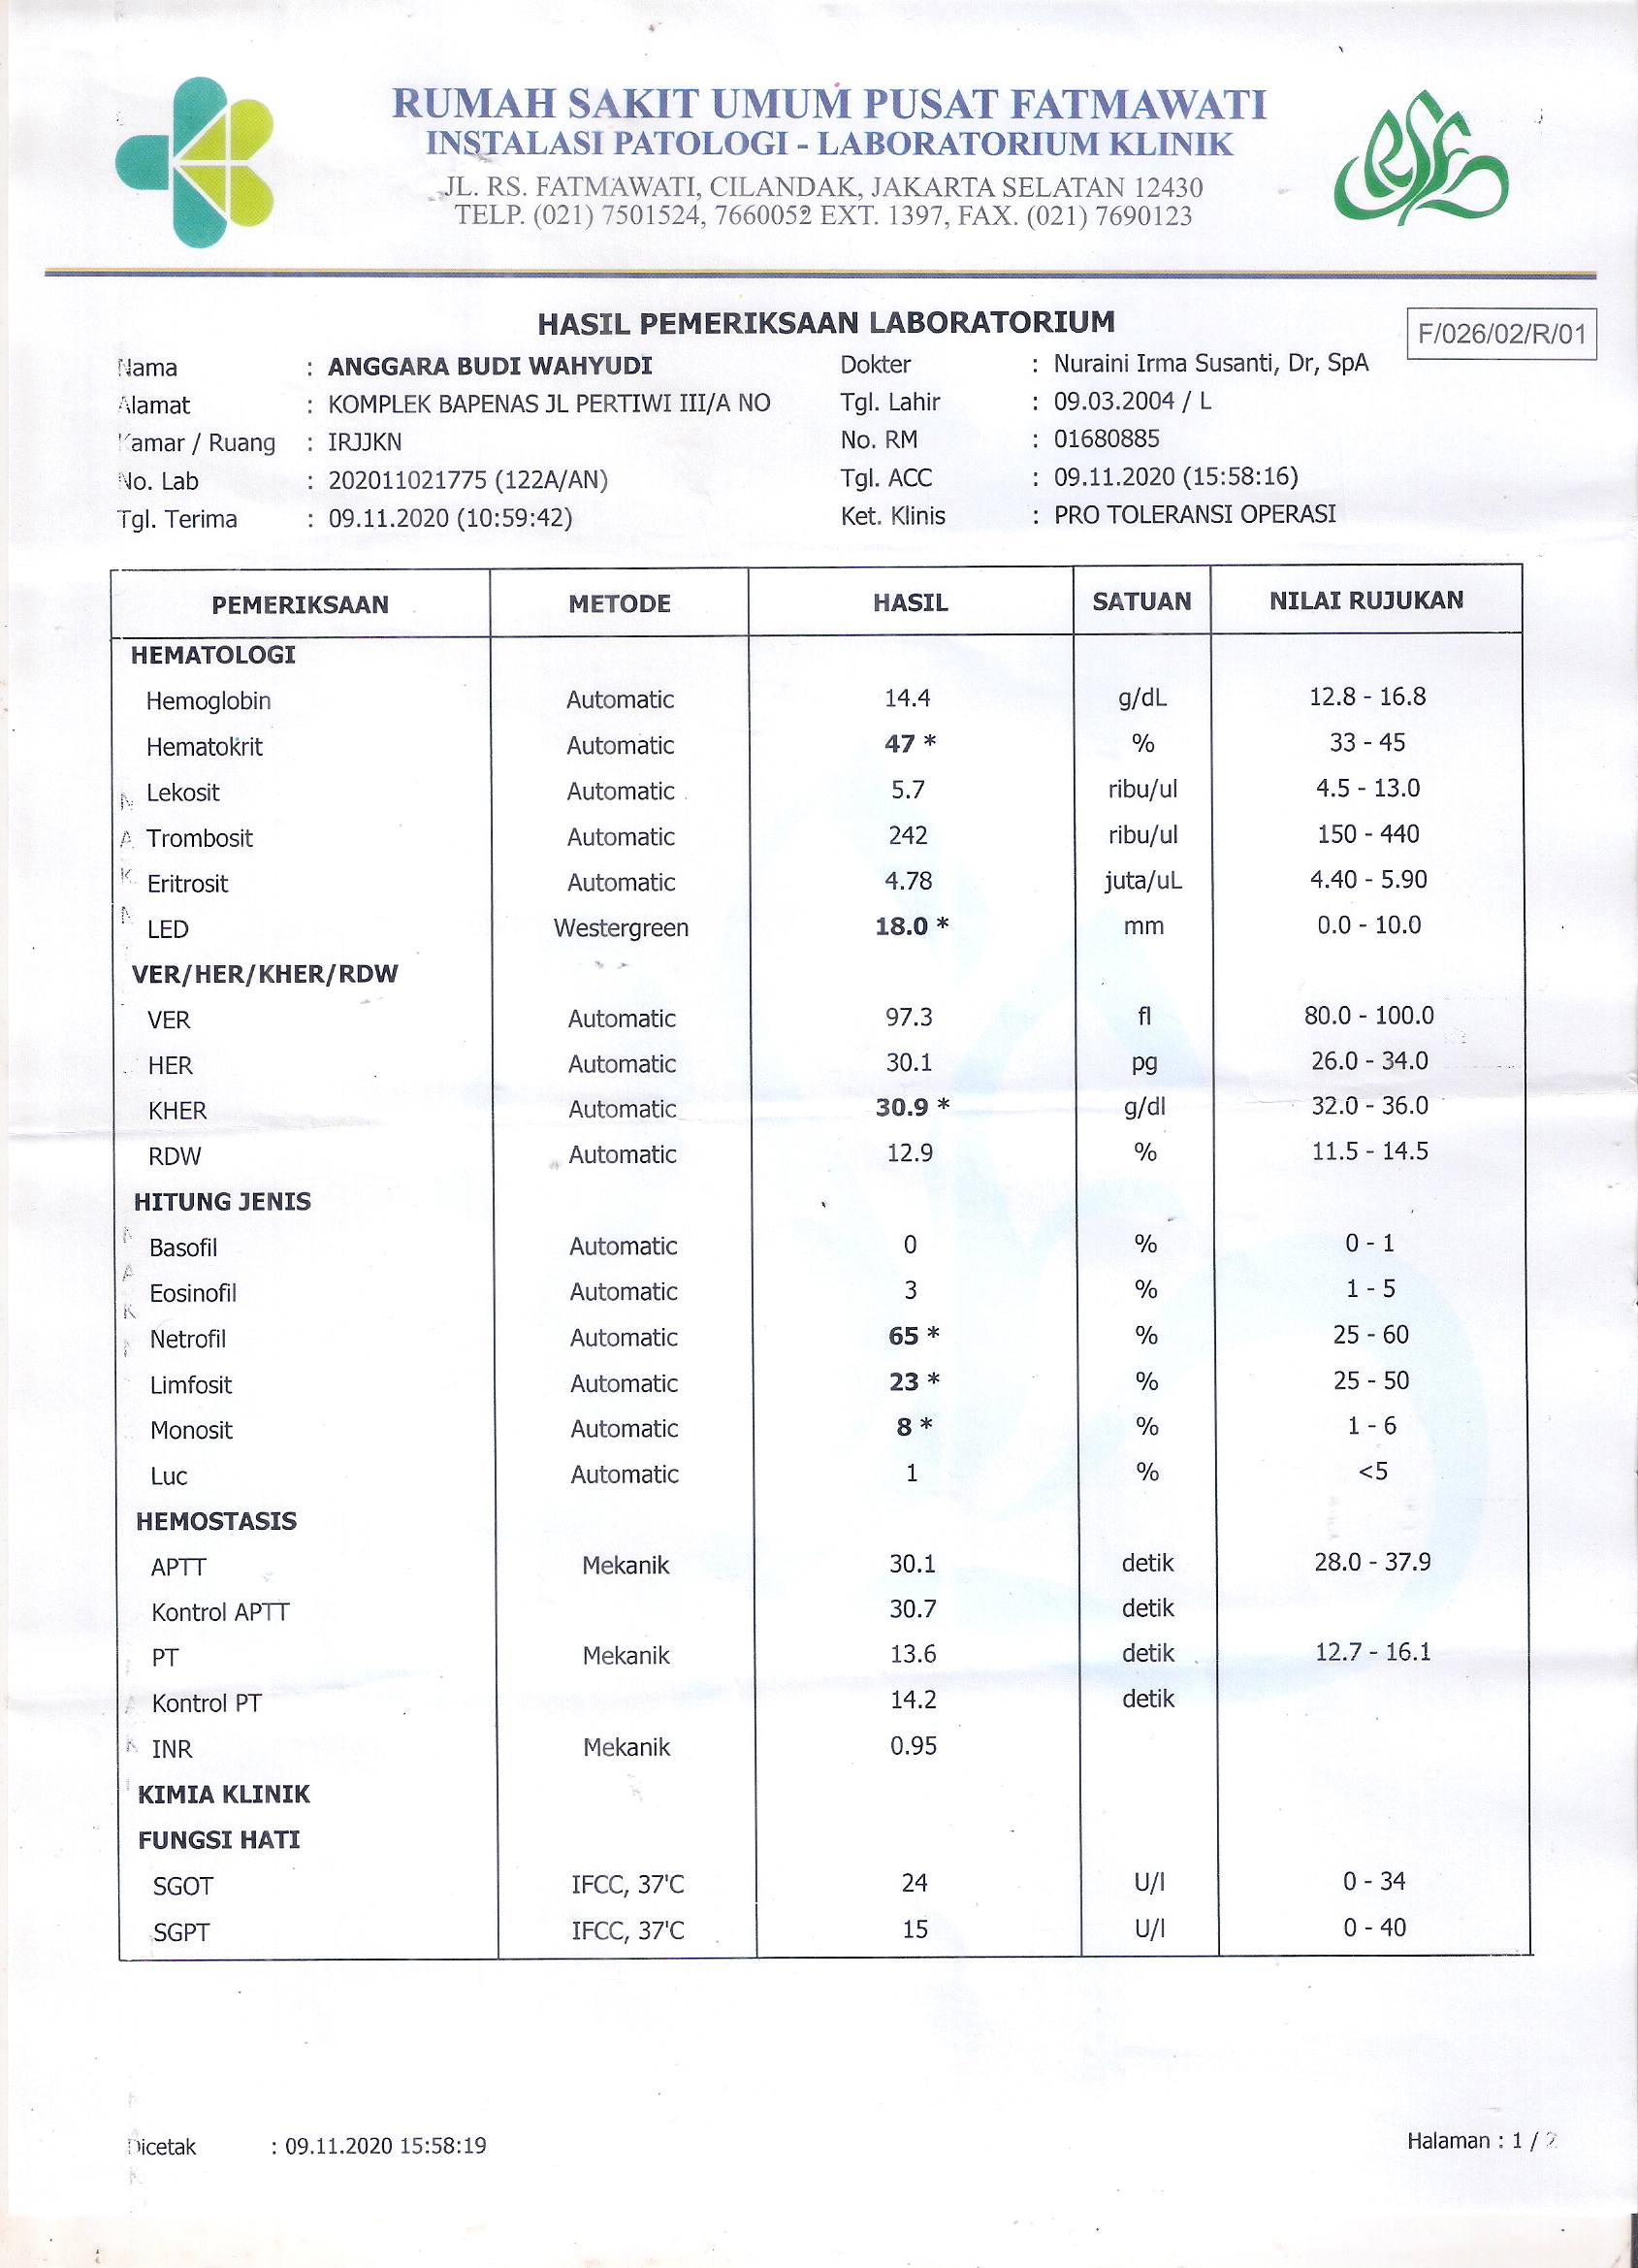 RUMAH SAKIT UMUM PUSAT FATMAWATI
INSTALASI PATOLOGI - LABORATORIUM KLINIK
JL. RS. FATMAWATI, CILANDAK, JAKARTA SELATAN 12430
TELP. (021) 7501524, 7660052 EXT. 1397, FAX. (021) 7690123
HASIL PEMERIKSAAN LABORATORIUM
F/026/02/R/01
Nama : ANGGARA BUDI WAHYUDI Dokter : Nuraini Irma Susanti, Dr, SpA
Alamat : KOMPLEK BAPENAS JL PERTIWI III/A NO Tgl. Lahir : 09.03.2004 / L
Kamar / Ruang : IRJJKN No. RM : 01680885
No. Lab : 202011021775 (122A/AN) Tgl. ACC : 09.11.2020 (15:58:16)
Tgl. Terima : 09.11.2020 (10:59:42) Ket. Klinis : PRO TOLERANSI OPERASI
PEMERIKSAAN METODE HASIL SATUAN NILAI RUJUKAN
HEMATOLOGI
Hemoglobin Automatic 14.4 g/dL 12.8 - 16.8
Hematokrit Automatic 47 * % 33 - 45
Lekosit Automatic 5.7 ribu/ul 4.5 - 13.0
Trombosit Automatic 242 ribu/ul 150 - 440
Eritrosit Automatic 4.78 juta/uL 4.40 - 5.90
LED Westergreen 18.0 * mm 0.0 - 10.0
VER/HER/KHER/RDW
VER Automatic 97.3 fl 80.0 - 100.0
HER Automatic 30.1 pg 26.0 - 34.0
KHER Automatic 30.9 * g/dl 32.0 - 36.0
RDW Automatic 12.9 % 11.5 - 14.5
HITUNG JENIS
Basofil Automatic 0 % 0 - 1
Eosinofil Automatic 3 % 1 - 5
Netrofil Automatic 65 * % 25 - 60
Limfosit Automatic 23 * % 25 - 50
Monosit Automatic 8 * % 1 - 6
Luc Automatic 1 % <5
HEMOSTASIS
APTT Mekanik 30.1 detik 28.0 - 37.9
Kontrol APTT 30.7 detik
PT Mekanik 13.6 detik 12.7 - 16.1
Kontrol PT 14.2 detik
INR Mekanik 0.95
KIMIA KLINIK
FUNGSI HATI
SGOT IFCC, 37'C 24 U/l 0 - 34
SGPT IFCC, 37'C 15 U/l 0 - 40
Dicetak : 09.11.2020 15:58:19 Halaman : 1 / 2